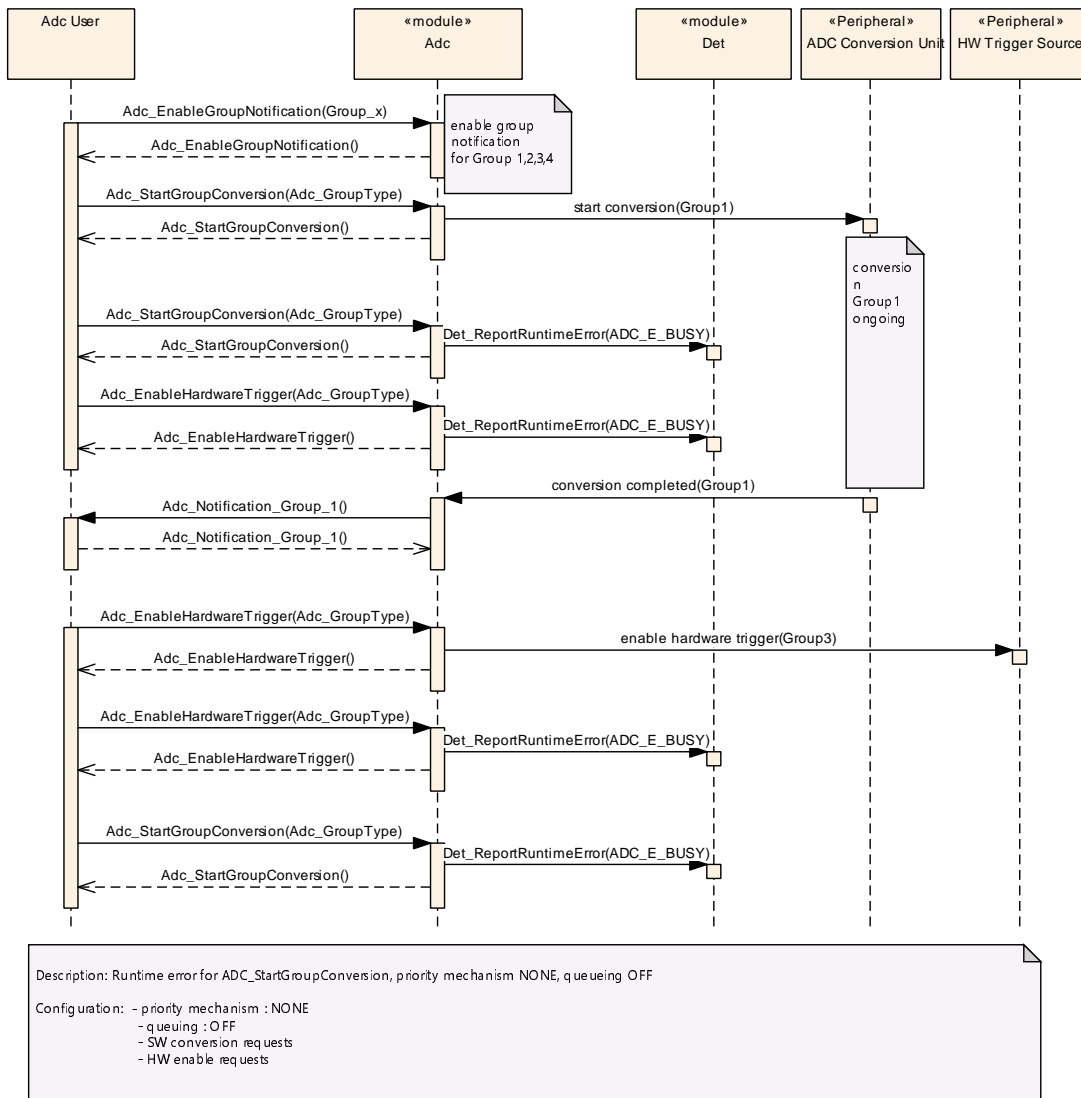 Adc User
«module»
Adc
«module»
Det
«Peripheral»
ADC Conversion Unit
«Peripheral»
HW Trigger Source
Adc_EnableGroupNotification(Group_x)
enable group
notification
for Group 1,2,3,4
Adc_EnableGroupNotification()
Adc_StartGroupConversion(Adc_GroupType)
start conversion(Group1)
Adc_StartGroupConversion()
conversio
n
Group1
ongoing
Adc_StartGroupConversion(Adc_GroupType)
Det_ReportRuntimeError(ADC_E_BUSY)
Adc_StartGroupConversion()
Adc_EnableHardwareTrigger(Adc_GroupType)
Det_ReportRuntimeError(ADC_E_BUSY)
Adc_EnableHardwareTrigger()
conversion completed(Group1)
Adc_Notification_Group_1()
Adc_Notification_Group_1()
Adc_EnableHardwareTrigger(Adc_GroupType)
enable hardware trigger(Group3)
Adc_EnableHardwareTrigger()
Adc_EnableHardwareTrigger(Adc_GroupType)
Det_ReportRuntimeError(ADC_E_BUSY)
Adc_EnableHardwareTrigger()
Adc_StartGroupConversion(Adc_GroupType)
Det_ReportRuntimeError(ADC_E_BUSY)
Adc_StartGroupConversion()
Description: Runtime error for ADC_StartGroupConversion, priority mechanism NONE, queueing OFF
Configuration: - priority mechanism : NONE
- queuing : OFF
- SW conversion requests
- HW enable requests